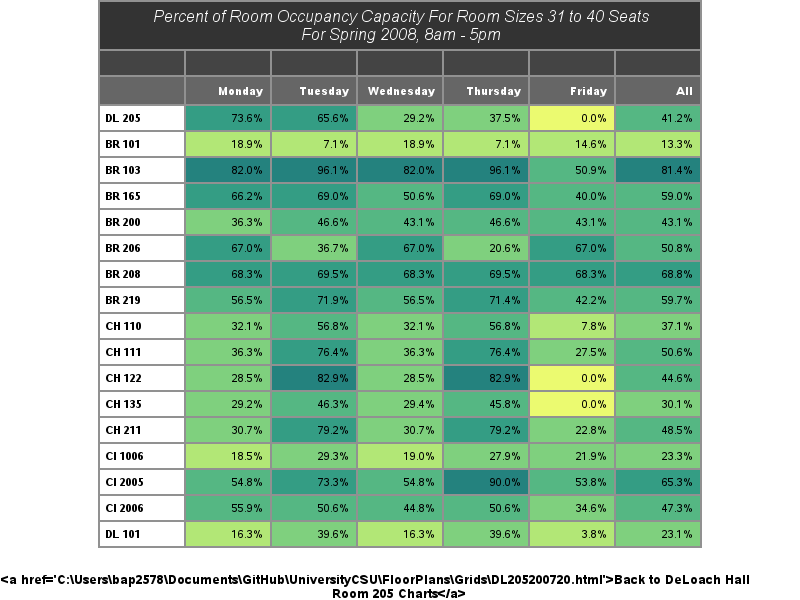 Percent of Room Occupancy Capacity For Room Sizes 31 to 40 Seats
For Spring 2008, 8am - 5pm
Monday Tuesday Wednesday Thursday Friday All
DL 205 73.6% 65.6% 29.2% 37.5% 0.0% 41.2%
BR 101 18.9% 7.1% 18.9% 7.1% 14.6% 13.3%
BR 103 82.0% 96.1% 82.0% 96.1% 50.9% 81.4%
BR 165 66.2% 69.0% 50.6% 69.0% 40.0% 59.0%
BR 200 36.3% 46.6% 43.1% 46.6% 43.1% 43.1%
BR 206 67.0% 36.7% 67.0% 20.6% 67.0% 50.8%
BR 208 68.3% 69.5% 68.3% 69.5% 68.3% 68.8%
BR 219 56.5% 71.9% 56.5% 71.4% 42.2% 59.7%
CH 110 32.1% 56.8% 32.1% 56.8% 7.8% 37.1%
CH 111 36.3% 76.4% 36.3% 76.4% 27.5% 50.6%
CH 122 28.5% 82.9% 28.5% 82.9% 0.0% 44.6%
CH 135 29.2% 46.3% 29.4% 45.8% 0.0% 30.1%
CH 211 30.7% 79.2% 30.7% 79.2% 22.8% 48.5%
CI 1006 18.5% 29.3% 19.0% 27.9% 21.9% 23.3%
CI 2005 54.8% 73.3% 54.8% 90.0% 53.8% 65.3%
CI 2006 55.9% 50.6% 44.8% 50.6% 34.6% 47.3%
DL 101 16.3% 39.6% 16.3% 39.6% 3.8% 23.1%
<a href='C:\Users\bap2578\Documents\GitHub\UniversityCSU\FloorPlans\Grids\DL205200720.html'>Back to DeLoach Hall
Room 205 Charts</a>